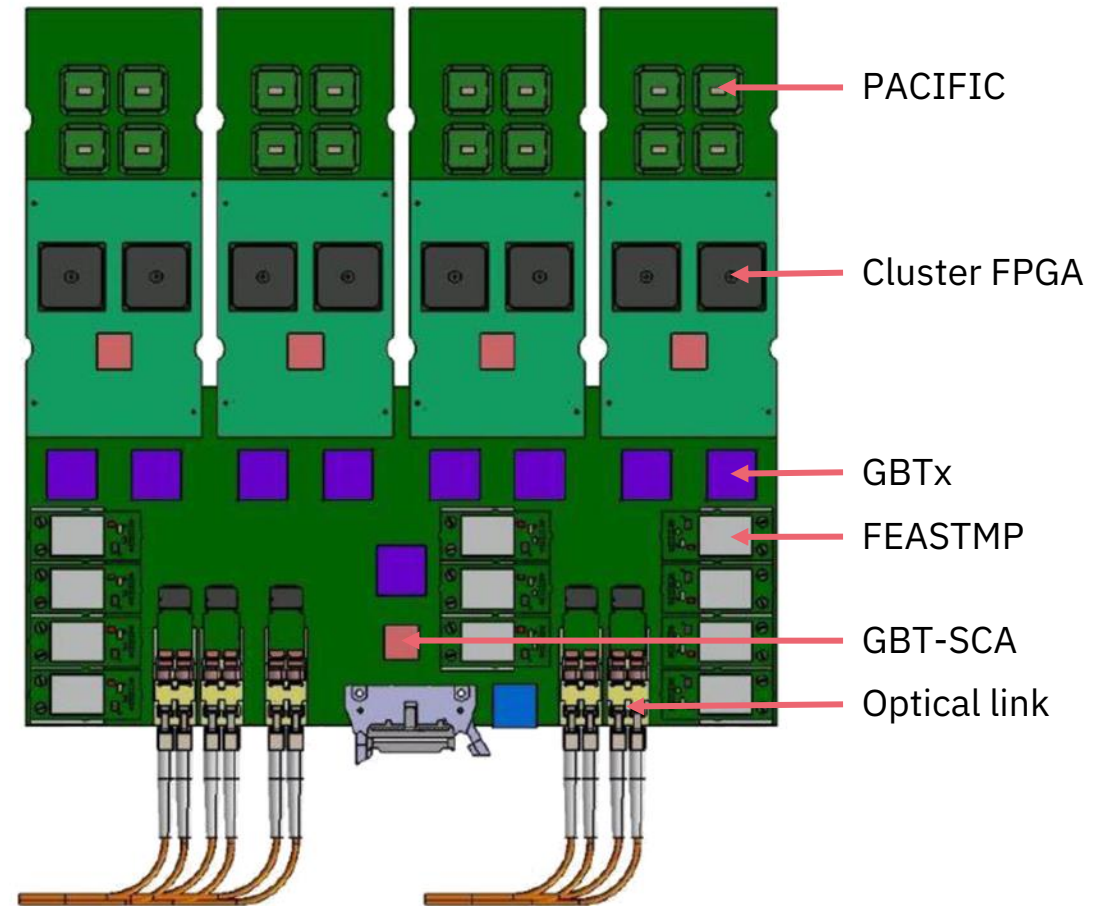 PACIFIC
Cluster FPGA
GBTx
FEASTMP
GBT-SCA
Optical link